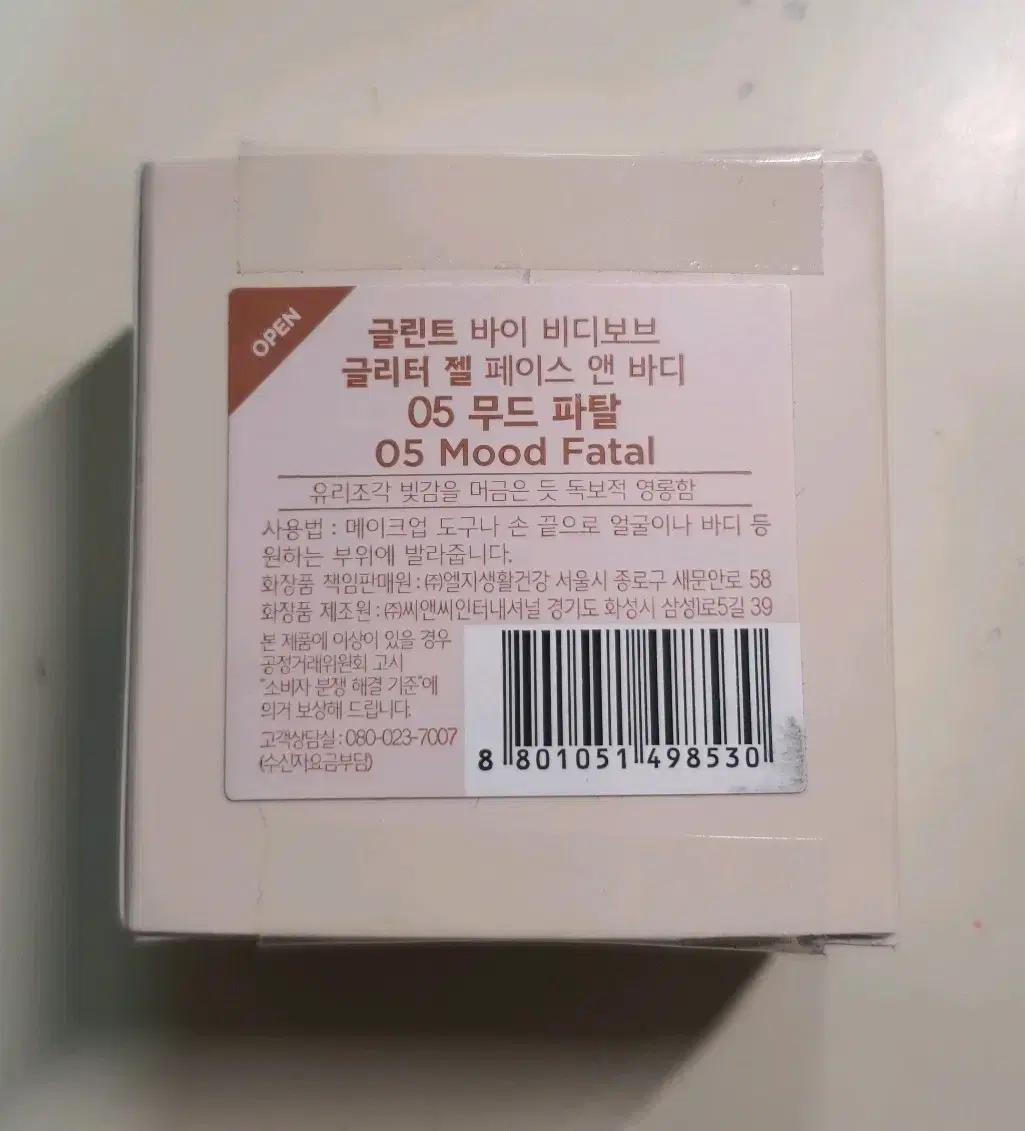 OPEN
글린트 바이 비디보브
글리터 젤 페이스 앤 바디
05 무드 파탈
05 Mood Fatal
유리조각 빛감을 머금은 듯 독보적 영롱함
사용법 : 메이크업 도구나 손 끝으로 얼굴이나 바디 등
원하는 부위에 발라줍니다.
화장품 책임판매원 : ㈜엘지생활건강 서울시 종로구 새문안로 58
화장품 제조원 : ㈜씨앤씨인터내셔널 경기도 화성시 삼성1로5길 39
본 제품에 이상이 있을 경우
공정거래위원회 고시
"소비자 분쟁 해결 기준"에
의거 보상해 드립니다.
고객상담실 : 080-023-7007
(수신자요금부담)
8 801051 498530